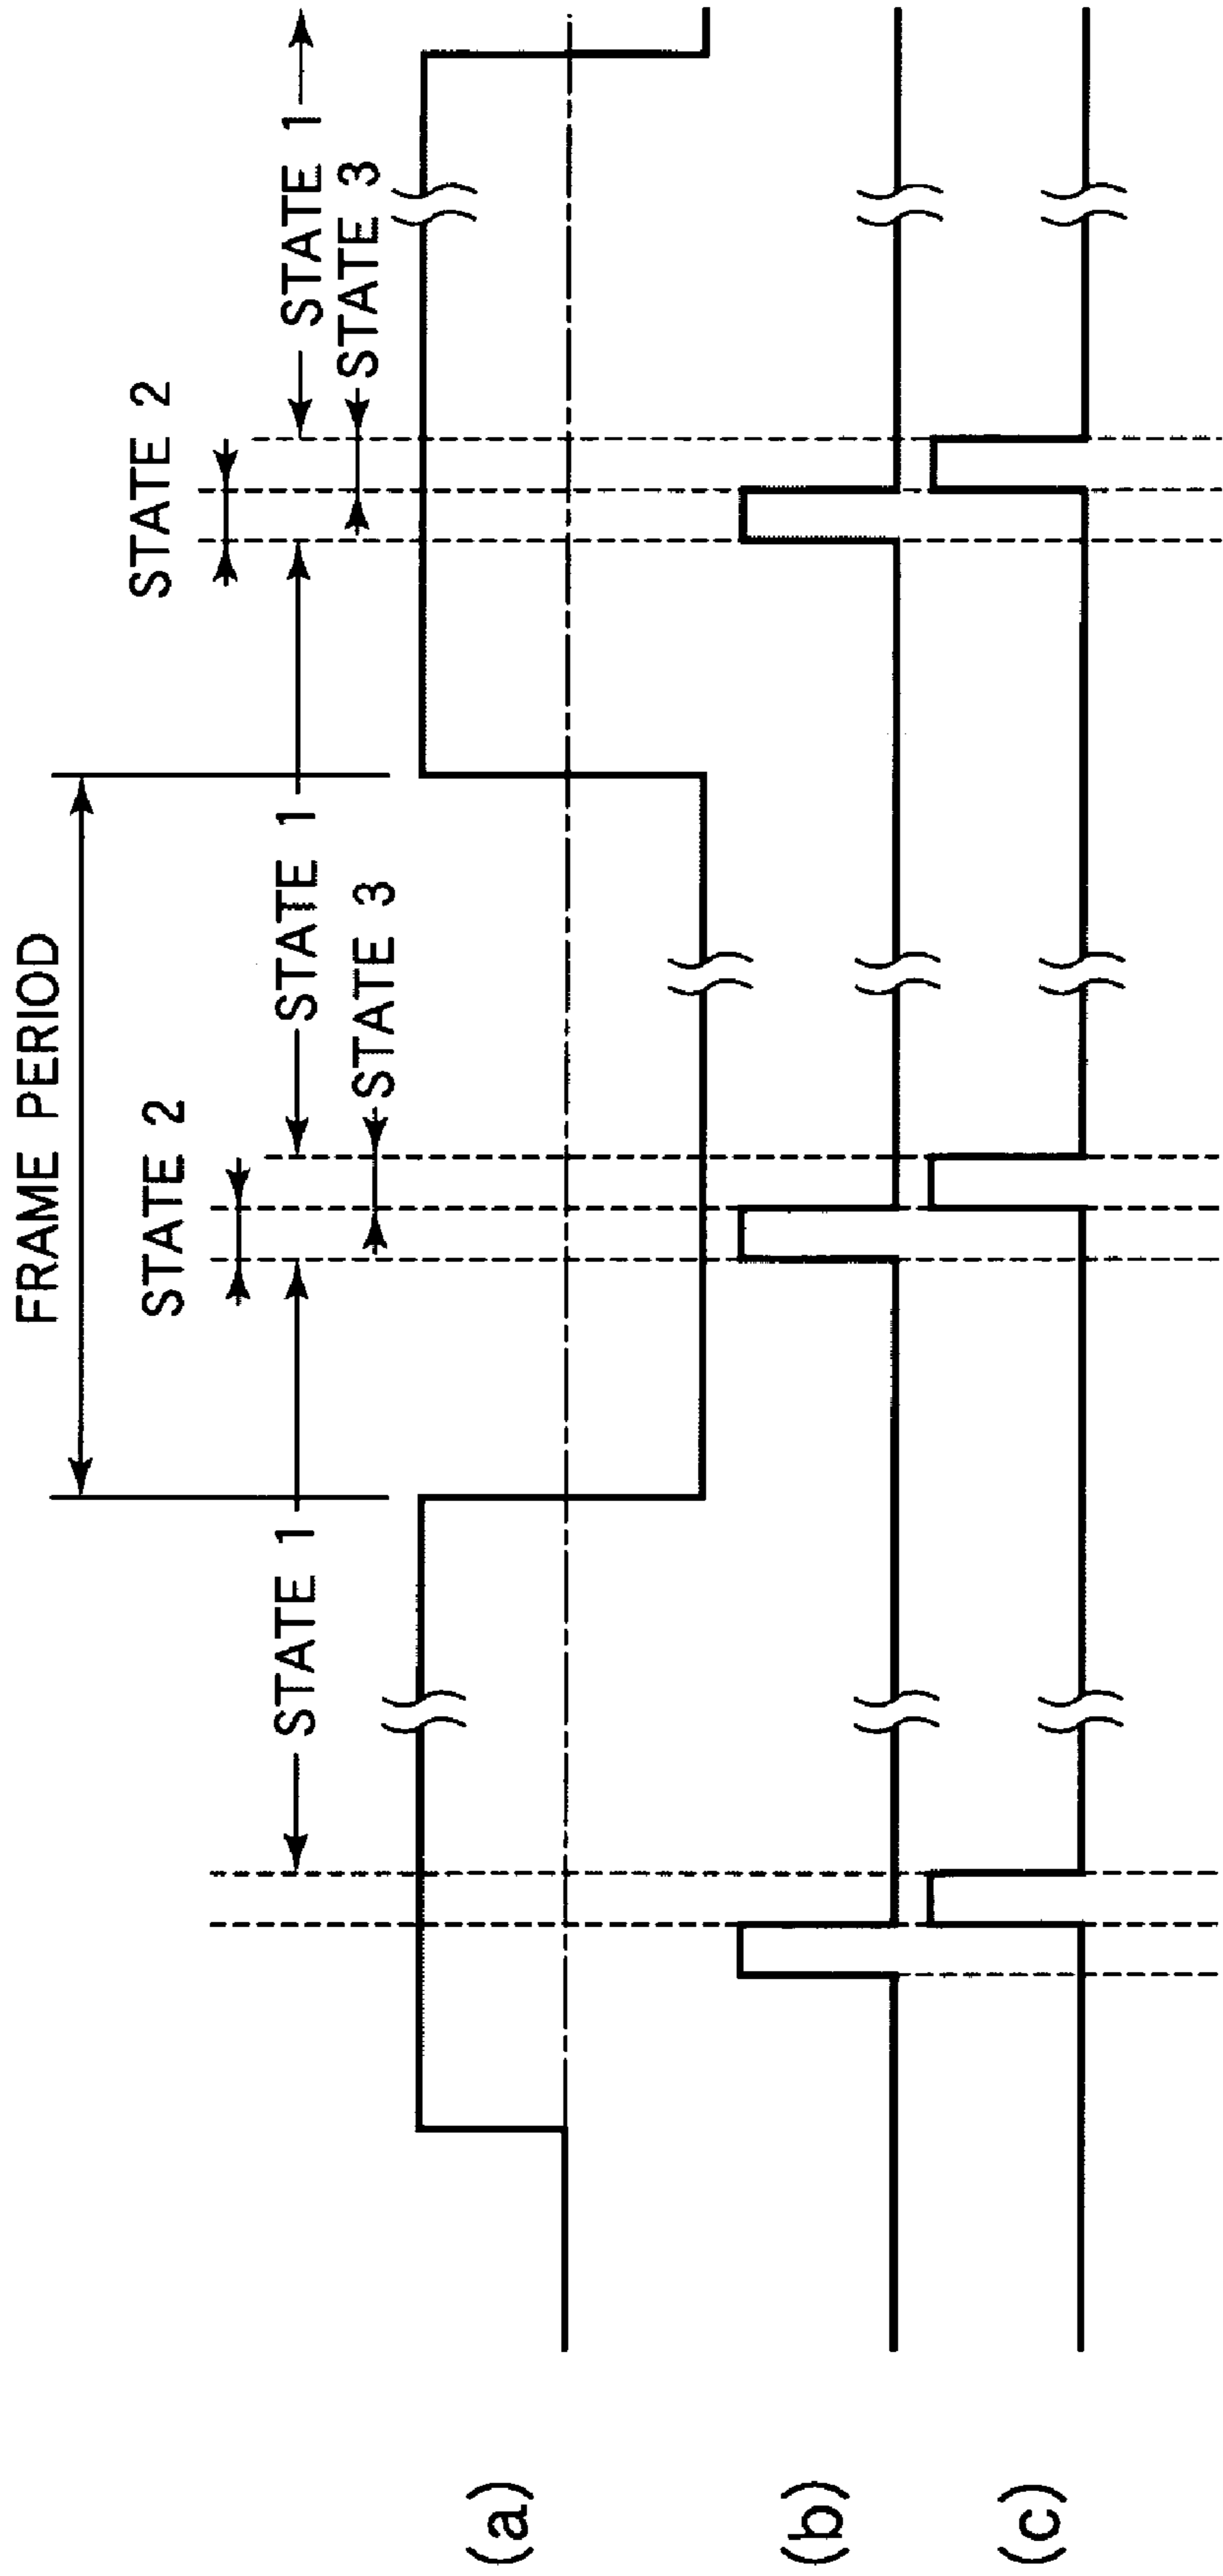 FRAME PERIOD
STATE 2
STATE 2
STATE 1
STATE 1
STATE 1
STATE 3
STATE 3
(a)
(b)
(c)